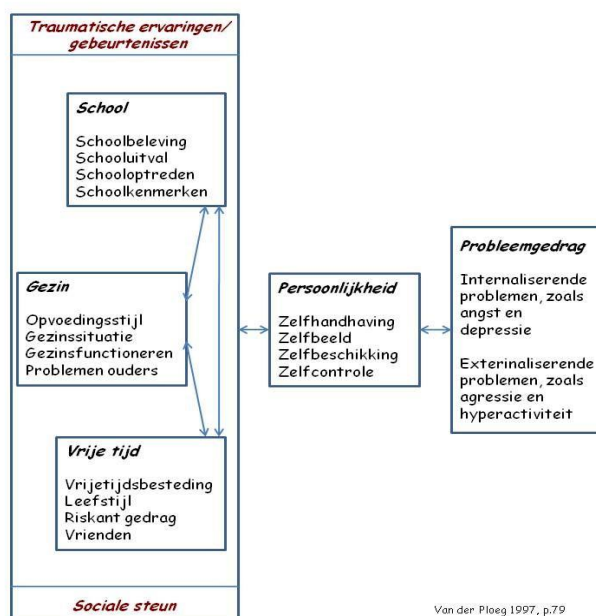 Traumatische ervaringen/
gebeurtenissen
School
Schoolbeleving
Schooluitval
Schooloptreden
Schoolkenmerken
Gezin
Opvoedingsstijl
Gezinssituatie
Gezinsfunctioneren
Problemen ouders
Vrije tijd
Vrijetijdsbesteding
Leefstijl
Riskant gedrag
Vrienden
Sociale steun
Persoonlijkheid
Zelfhandhaving
Zelfbeeld
Zelfbeschikking
Zelfcontrole
Probleemgedrag
Internaliserende
problemen, zoals
angst en
depressie
Exterinaliserende
problemen, zoals
agressie en
hyperactiviteit
Van der Ploeg 1997, p.79